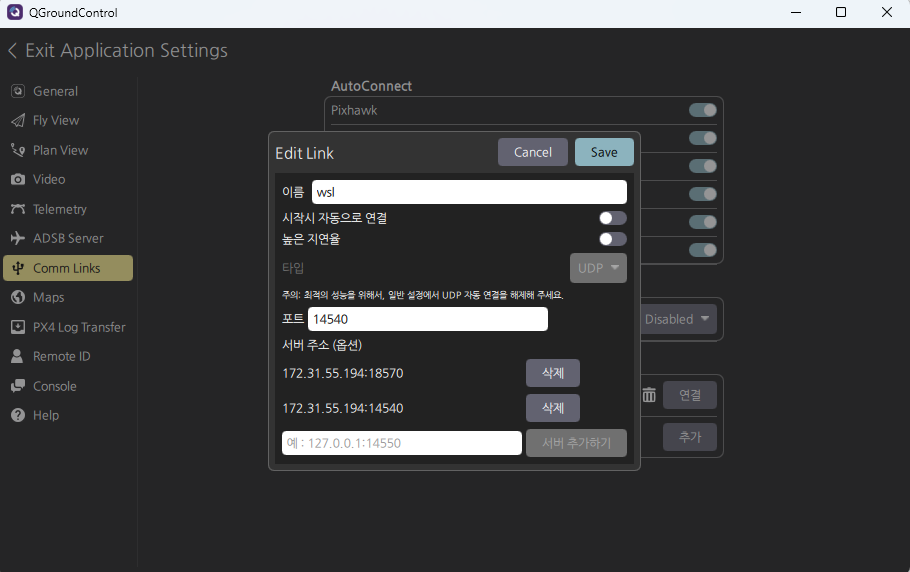 QGroundControl
Exit Application Settings
General
Fly View
Plan View
Video
Telemetry
ADSB Server
Comm Links
Maps
PX4 Log Transfer
Remote ID
Console
Help
AutoConnect
Pixhawk
Edit Link
Cancel
Save
이름
wsl
시작시 자동으로 연결
높은 지연율
타입
UDP
주의: 최적의 성능을 위해서, 일반 설정에서 UDP 자동 연결을 해제해 주세요.
포트
14540
서버 주소 (옵션)
172.31.55.194:18570
삭제
172.31.55.194:14540
삭제
예 : 127.0.0.1:14550
서버 추가하기
Disabled
연결
추가